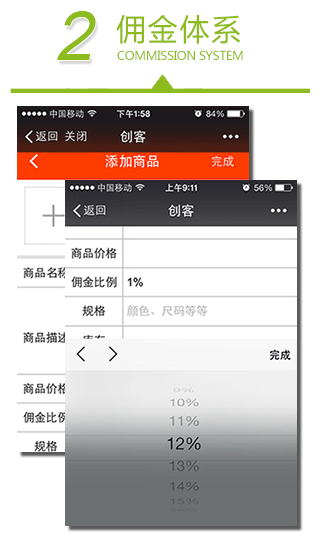 2 佣金体系
COMMISSION SYSTEM
中国移动 下午1:58 84%
返回 关闭 创客
添加商品 完成
商品名称
商品描述
商品价格
佣金比例
规格
中国移动 上午9:11 56%
返回 创客
商品价格
佣金比例 1%
规格 颜色、尺码等等
完成
10%
11%
12%
13%
14%
15%